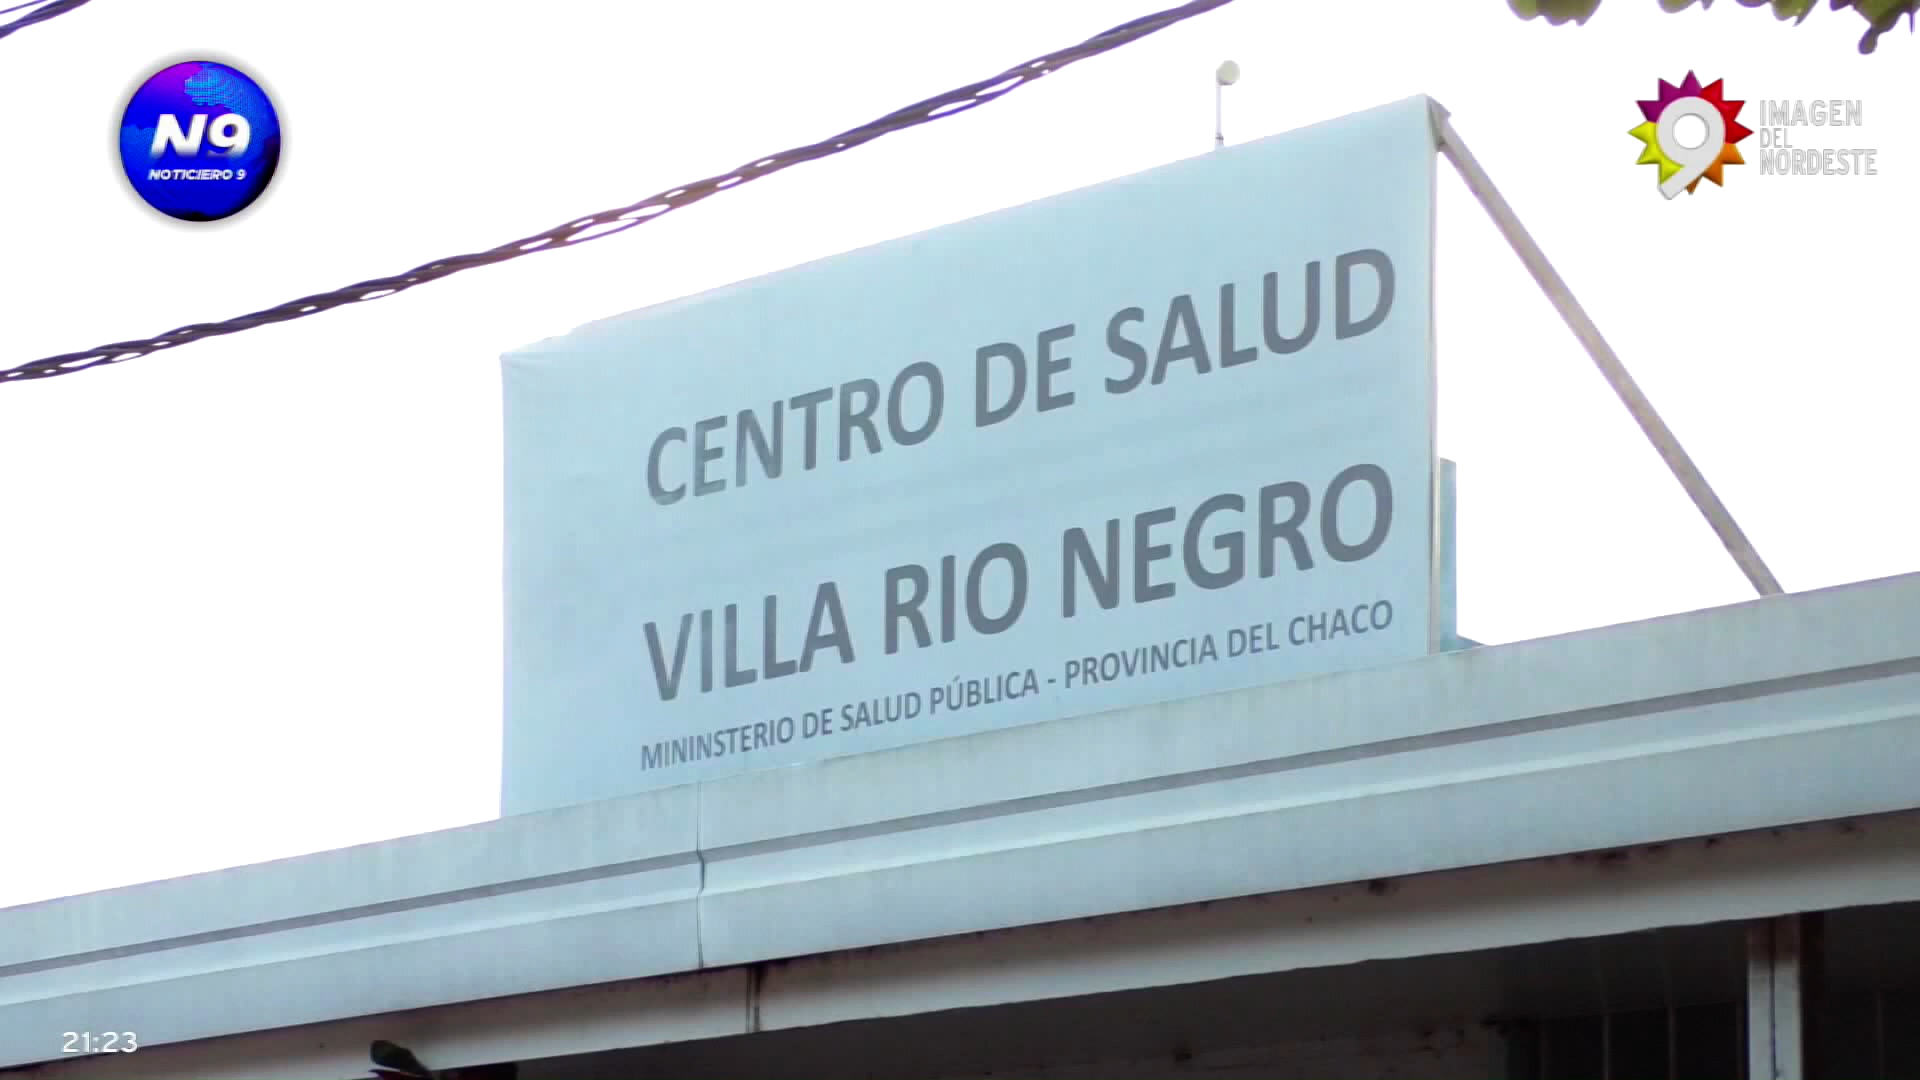 N9
NOTICIERO 9
9 IMAGEN
DEL
NORDESTE
CENTRO DE SALUD
VILLA RIO NEGRO
MININSTERIO DE SALUD PÚBLICA - PROVINCIA DEL CHACO
21:23